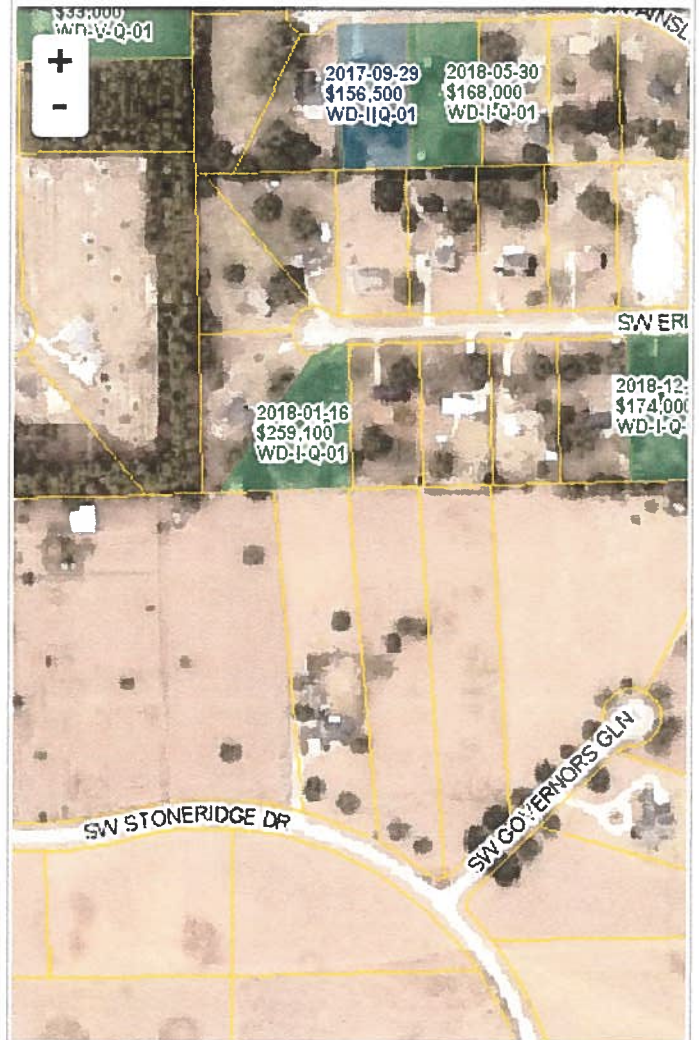 $33,000
WD-V-Q-01
+
-
2017-09-29
$156,500
WD-I|Q-01
2018-05-30
$168,000
WD-I-Q-01
SW ERI
2018-01-16
$259,100
WD-I-Q-01
2018-12-
$174,000
WD-I-Q-
SW STONERIDGE DR
SW GOVERNORS GLN